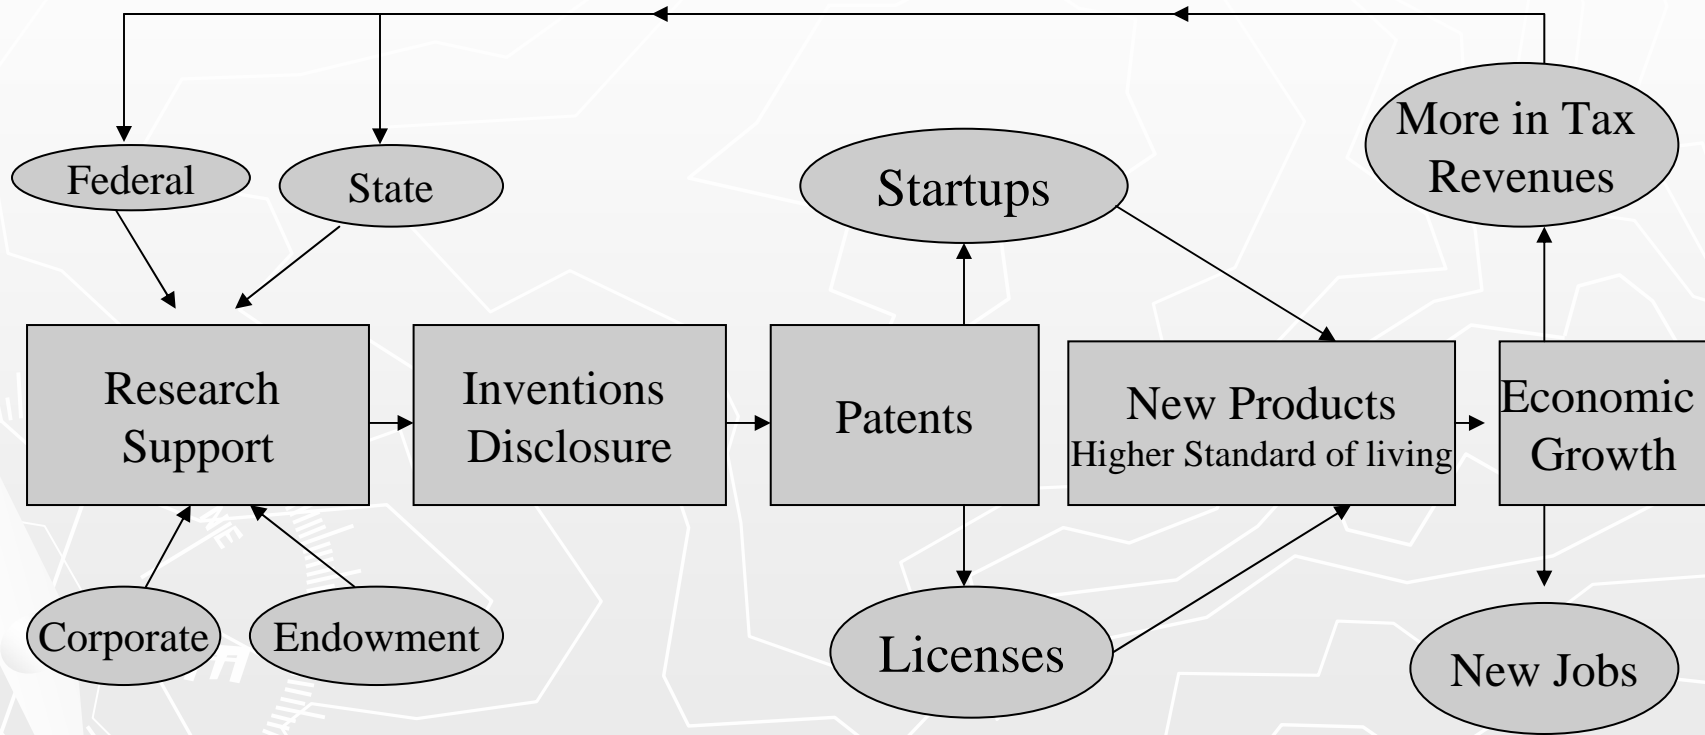 More in Tax
Revenues
Federal
State
Startups
Research
Support
Inventions
Disclosure
Patents
New Products
Higher Standard of living
Economic
Growth
Corporate
Endowment
Licenses
New Jobs
NE
E